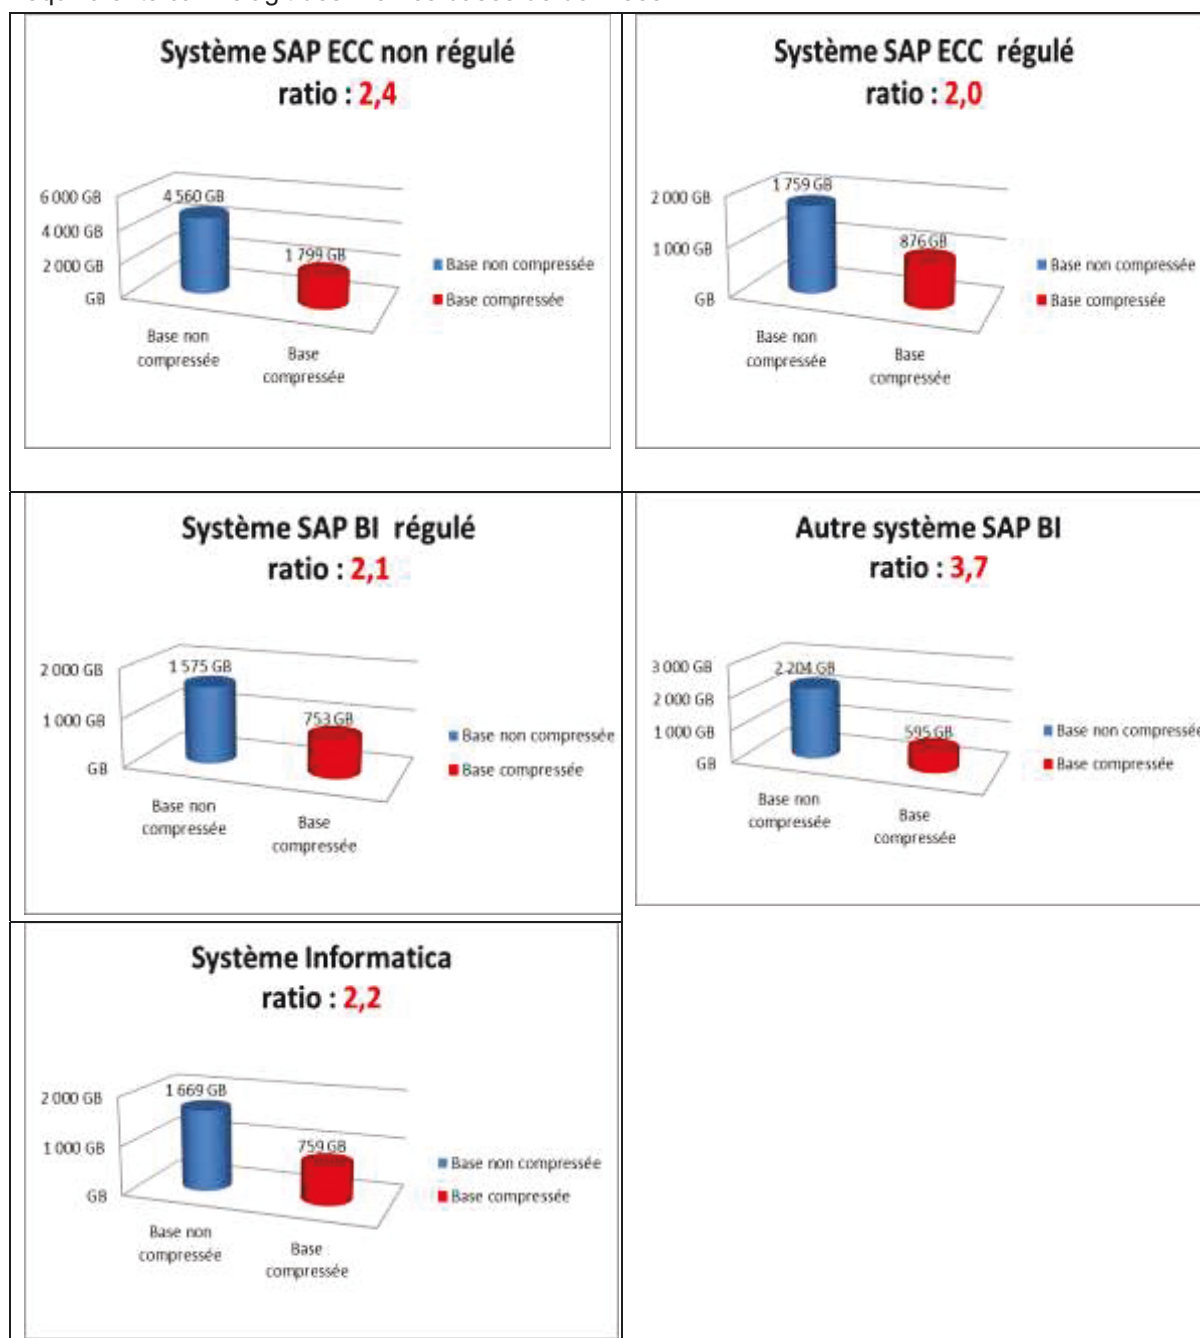 Système SAP ECC non régulé
ratio : 2,4
6 000 GB
4 000 GB
2 000 GB
GB
4 560 GB
1 799 GB
Base non compressée
Base compressée
Base non
compressée
Base
compressée
Système SAP ECC régulé
ratio : 2,0
2 000 GB
1 000 GB
GB
1 759 GB
876 GB
Base non compressée
Base compressée
Base non
compressée
Base
compressée
Système SAP BI régulé
ratio : 2,1
2 000 GB
1 000 GB
GB
1 575 GB
753 GB
Base non compressée
Base compressée
Base non
compressée
Base
compressée
Autre système SAP BI
ratio : 3,7
3 000 GB
2 000 GB
1 000 GB
GB
2 204 GB
595 GB
Base non compressée
Base compressée
Base non
compressée
Base
compressée
Système Informatica
ratio : 2,2
2 000 GB
1 000 GB
GB
1 669 GB
759 GB
Base non compressée
Base compressée
Base non
compressée
Base
compressée